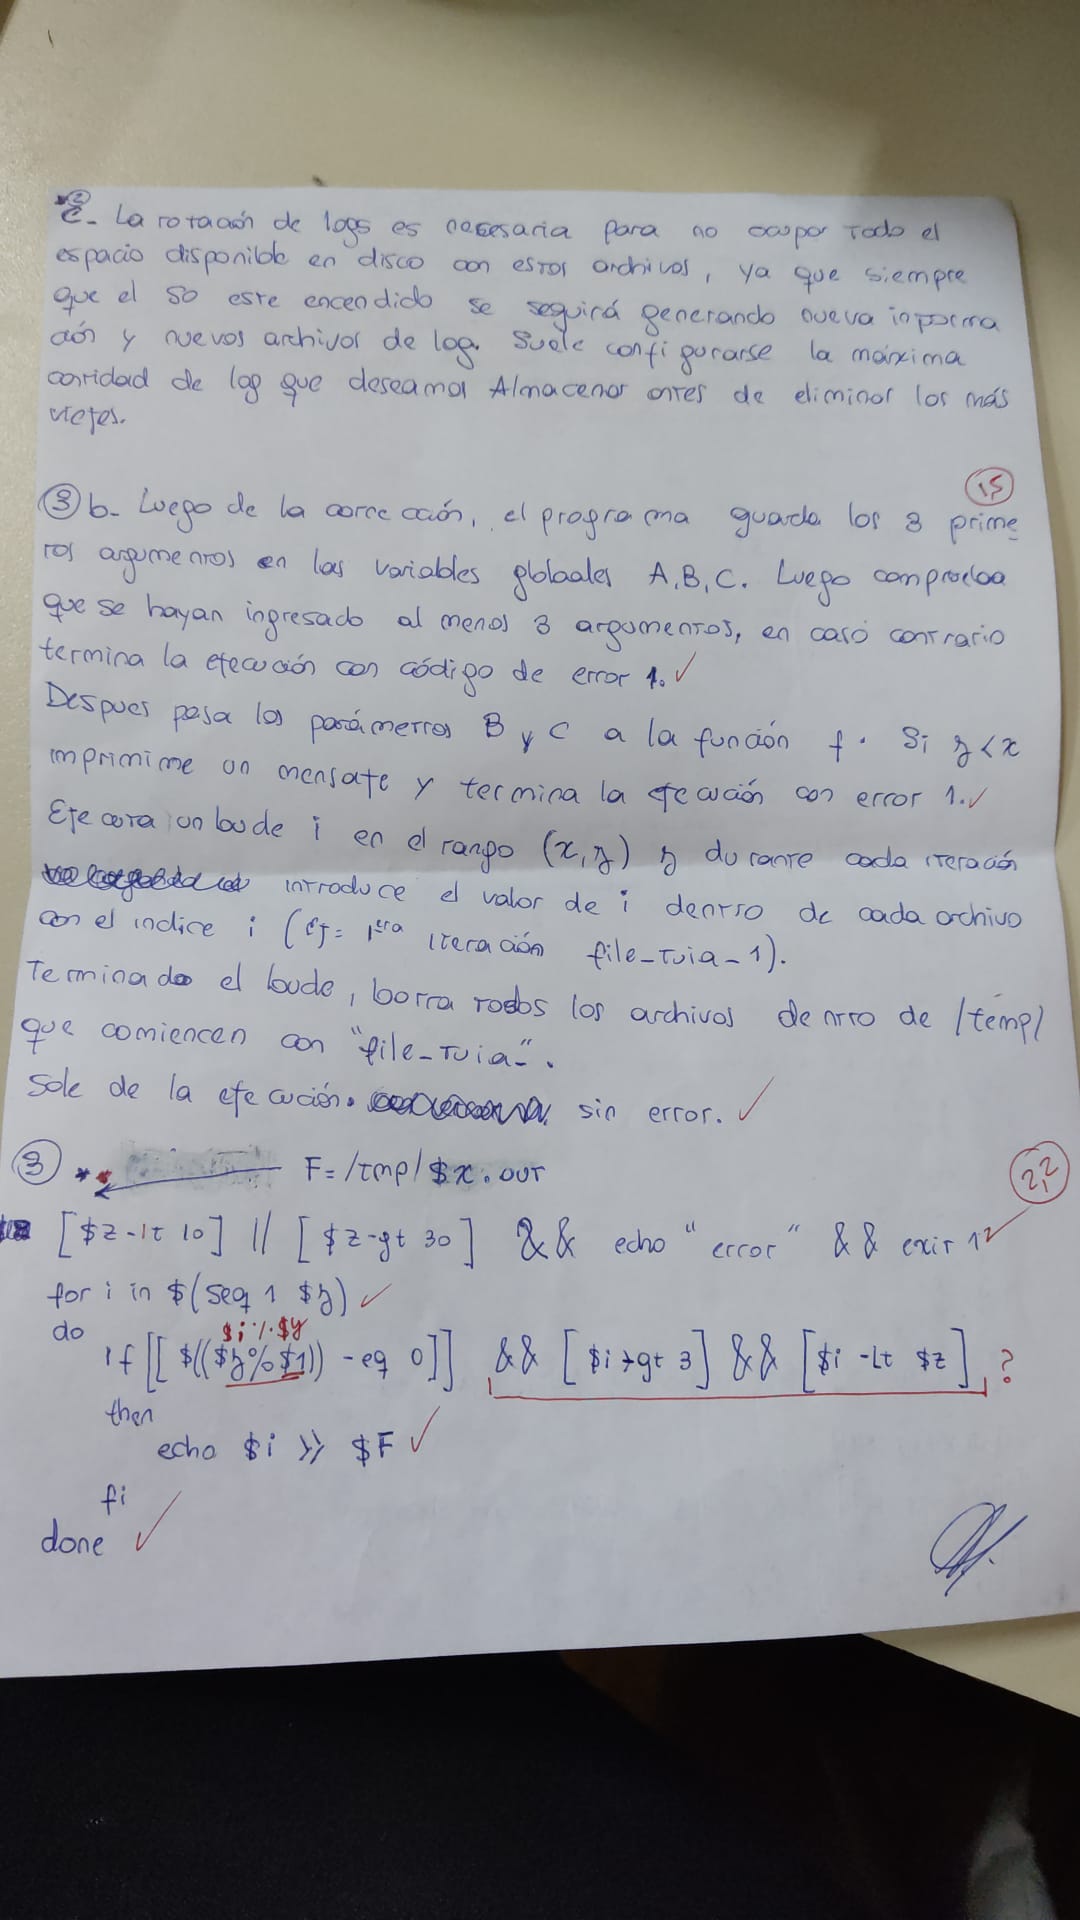 c- La rotación de logs es necesaria para no ocupar todo el
espacio disponible en disco con estos archivos, ya que siempre
que el SO este encendido se seguirá generando nueva informa
ción y nuevos archivos de log. Suele configurarse la máxima
cantidad de log que deseamos Almacenar antes de eliminar los más
viejos.
15
3 b- Luego de la corrección, el programa guarda los 3 prime
ros argumentos en las variables globales A,B,C. Luego comprueba
que se hayan ingresado al menos 3 argumentos, en caso contrario
termina la ejecución con código de error 1. ✓
Despues pasa los parámetros B y C a la función f. Si y < x
imprimime un mensaje y termina la ejecución con error 1. ✓
Ejecuta un bucle i en el rango (x,y) y durante cada iteración
introduce el valor de i dentro de cada archivo
con el indice i (ej= 1era iteración file_tuia_1).
Terminado el bucle, borra todos los archivos dentro de /temp/
que comiencen con "file_tuia_".
Sale de la ejecución. sin error. ✓
3 ** F=/tmp/$x.out
2,2
[$z -lt 10] || [$z -gt 30] && echo "error" && exit 1 ✓
for i in $(seq 1 $y) ✓
do
$i % $y
if [[ $(($y%$1)) -eq 0]] && [$i -gt 3] && [$i -Lt $z] ?
then
echo $i >> $F ✓
fi
done ✓